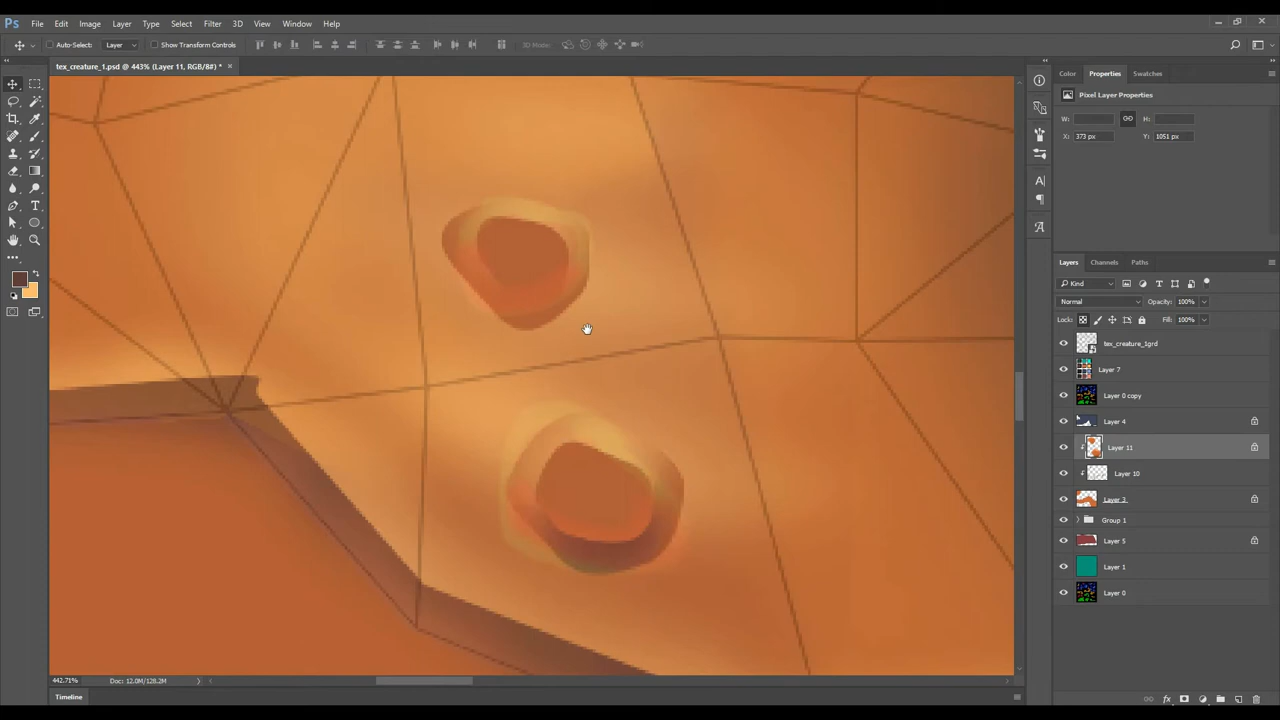 Ps File Edit Image Layer Type Select Filter 3D View Window Help
Auto-Select: Layer Show Transform Controls 3D Mode:
tex_creature_1.psd @ 443% (Layer 11, RGB/8#) * ×
Color Properties Swatches
Pixel Layer Properties
W: H:
X: 373 px Y: 1051 px
Layers Channels Paths
Kind
Normal Opacity: 100%
Lock: Fill: 100%
tex_creature_1grd
Layer 7
Layer 0 copy
Layer 4
Layer 11
Layer 10
Layer 3
Group 1
Layer 5
Layer 1
Layer 0
442.71% Doc: 12.0M/128.2M
Timeline